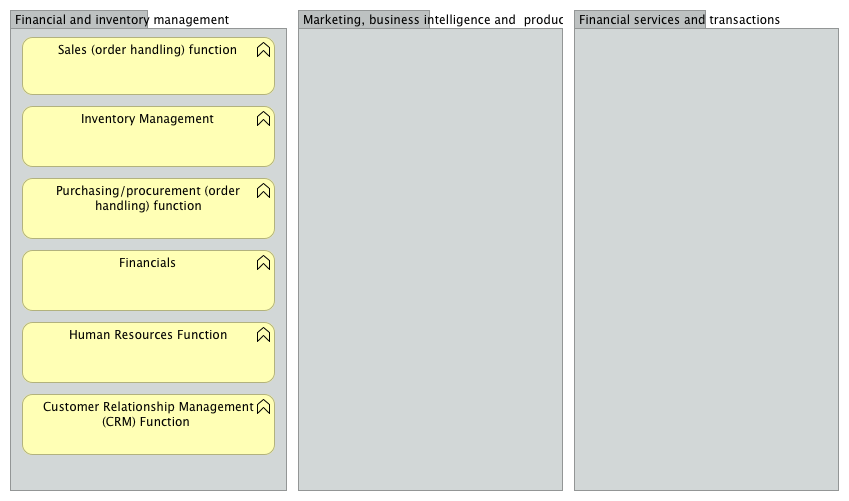 Financial and inventory management
Marketing, business intelligence and produc
Financial services and transactions
Sales (order handling) function
Inventory Management
Purchasing/procurement (order
handling) function
Financials
Human Resources Function
Customer Relationship Management
(CRM) Function